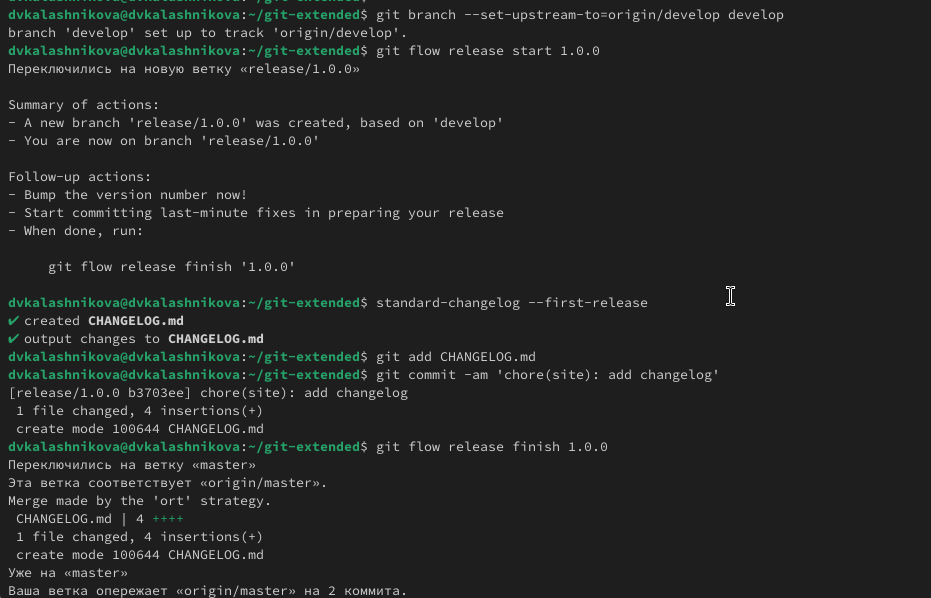 dvkalashnikova@dvkalashnikova:~/git-extended$ git branch --set-upstream-to=origin/develop develop
branch 'develop' set up to track 'origin/develop'.
dvkalashnikova@dvkalashnikova:~/git-extended$ git flow release start 1.0.0
Переключились на новую ветку «release/1.0.0»
Summary of actions:
- A new branch 'release/1.0.0' was created, based on 'develop'
- You are now on branch 'release/1.0.0'
Follow-up actions:
- Bump the version number now!
- Start committing last-minute fixes in preparing your release
- When done, run:
git flow release finish '1.0.0'
dvkalashnikova@dvkalashnikova:~/git-extended$ standard-changelog --first-release
✔ created CHANGELOG.md
✔ output changes to CHANGELOG.md
dvkalashnikova@dvkalashnikova:~/git-extended$ git add CHANGELOG.md
dvkalashnikova@dvkalashnikova:~/git-extended$ git commit -am 'chore(site): add changelog'
[release/1.0.0 b3703ee] chore(site): add changelog
1 file changed, 4 insertions(+)
create mode 100644 CHANGELOG.md
dvkalashnikova@dvkalashnikova:~/git-extended$ git flow release finish 1.0.0
Переключились на ветку «master»
Эта ветка соответствует «origin/master».
Merge made by the 'ort' strategy.
CHANGELOG.md | 4 ++++
1 file changed, 4 insertions(+)
create mode 100644 CHANGELOG.md
Уже на «master»
Ваша ветка опережает «origin/master» на 2 коммита.